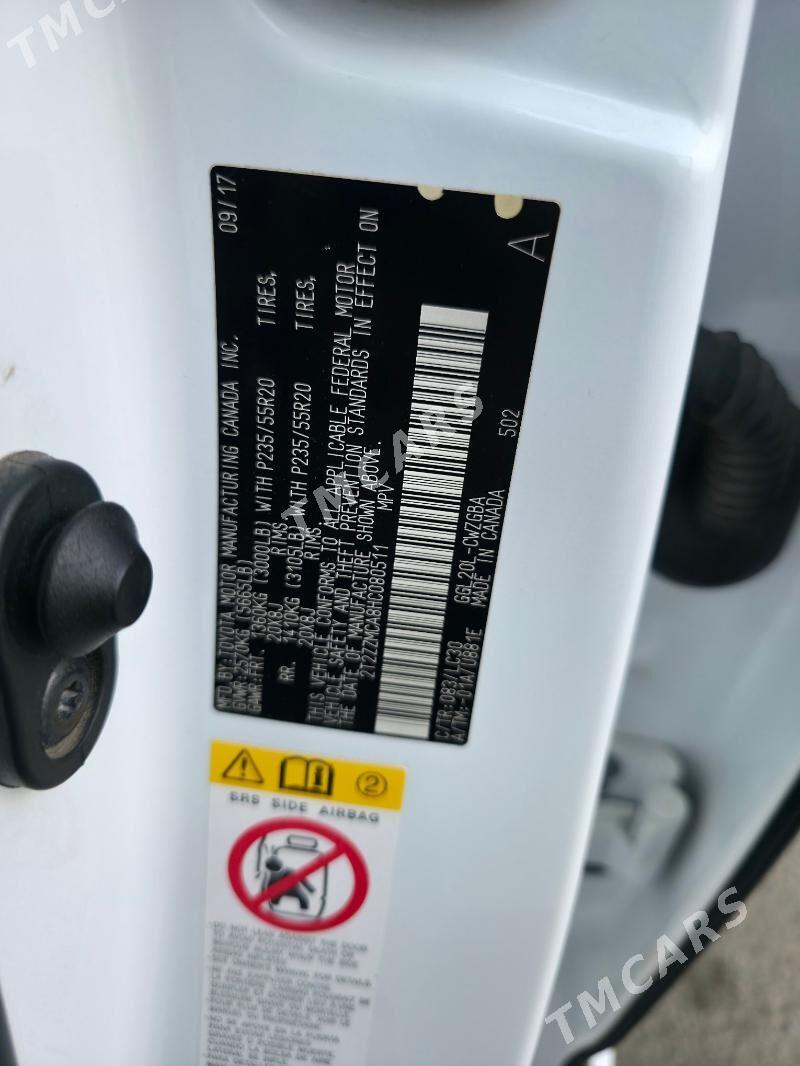 TMCARS
MFD. BY: TOYOTA MOTOR MANUFACTURING CANADA INC. 09/17
GVWR: 2570KG (5665LB)
GAWR: FRT. 1360KG (3000LB) WITH P235/55R20 TIRES,
20X8J RIMS,
RR. 1410KG (3105LB) WITH P235/55R20 TIRES,
20X8J RIMS,
THIS VEHICLE CONFORMS TO ALL APPLICABLE FEDERAL MOTOR
VEHICLE SAFETY AND THEFT PREVENTION STANDARDS IN EFFECT ON
THE DATE OF MANUFACTURE SHOWN ABOVE.
2T2ZZMCA8HC080511 MPV
TMCARS
C/TR: 083/LC30 GGL20L-CWZGBA 502
A/TM: -01A/U881E MADE IN CANADA A
2
SRS SIDE AIRBAG
TMCARS